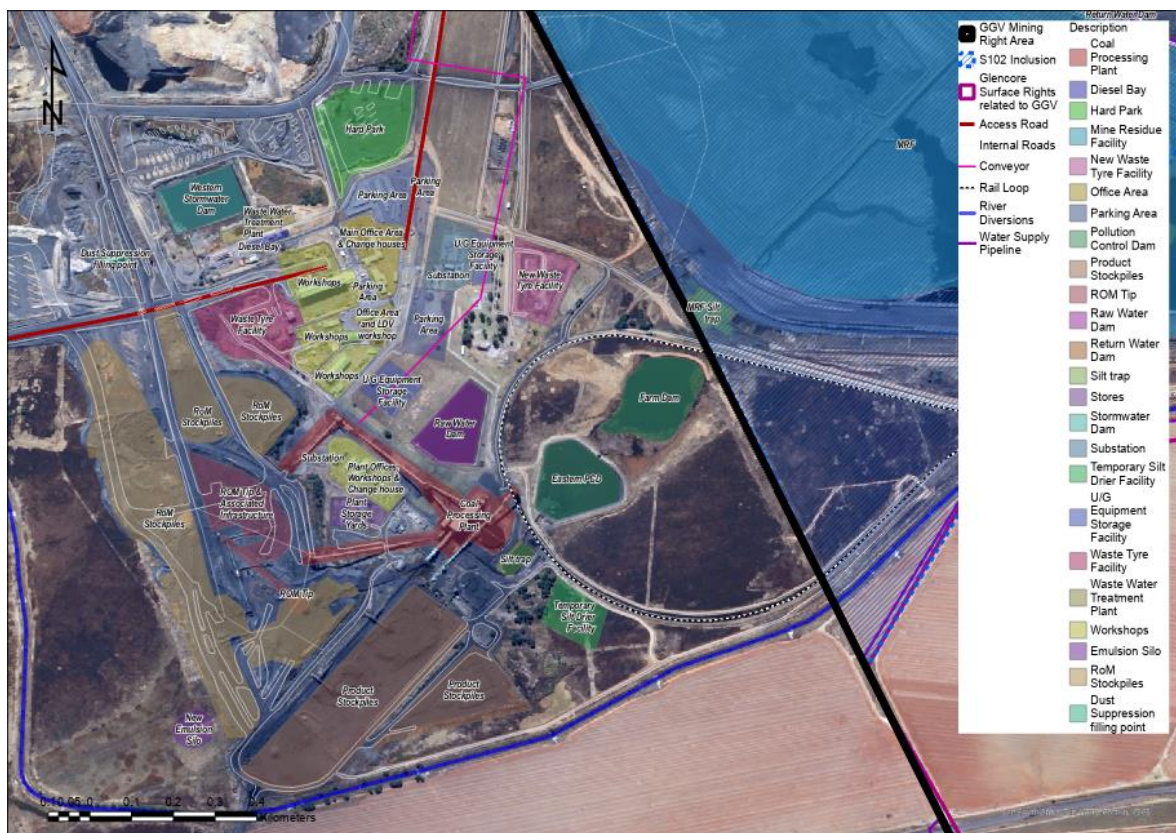 Return Water Dam
MRF
Hard Park
Parking Area
Parking
Area
Western
Stormwater
Dam
Waste Water
Treatment
Plant
Diesel Bay
Main Office Area
& Change houses
Dust Suppression
filling point
U/G Equipment
Storage
Facility
Substation
New Waste
Tyre Facility
Workshops
Parking
Area
Office Area
and LDV
workshop
Parking
Area
MRF Silt
trap
Waste Tyre
Facility
Workshops
Workshops
U/G Equipment
Storage
Facility
Farm Dam
RoM
Stockpiles
RoM
Stockpiles
Raw Water
Dam
Substation
Plant Offices,
Workshops &
Change house
Eastern PCD
ROM Tip &
Associated
Infrastructure
RoM
Stockpiles
Plant
Storage
Yards
Coal
Processing
Plant
Silt trap
ROM Tip
Temporary
Silt Drier
Facility
Product
Stockpiles
Product
Stockpiles
New
Emulsion
Silo
N
0.1 0.05 0 0.1 0.2 0.3 0.4
Kilometers
GGV Mining
Right Area
S102 Inclusion
Glencore
Surface Rights
related to GGV
Access Road
Internal Roads
Conveyor
Rail Loop
River
Diversions
Water Supply
Pipeline
Description
Coal
Processing
Plant
Diesel Bay
Hard Park
Mine Residue
Facility
New Waste
Tyre Facility
Office Area
Parking Area
Pollution
Control Dam
Product
Stockpiles
ROM Tip
Raw Water
Dam
Return Water
Dam
Silt trap
Stores
Stormwater
Dam
Substation
Temporary Silt
Drier Facility
U/G
Equipment
Storage
Facility
Waste Tyre
Facility
Waste Water
Treatment
Plant
Workshops
Emulsion Silo
RoM
Stockpiles
Dust
Suppression
filling point